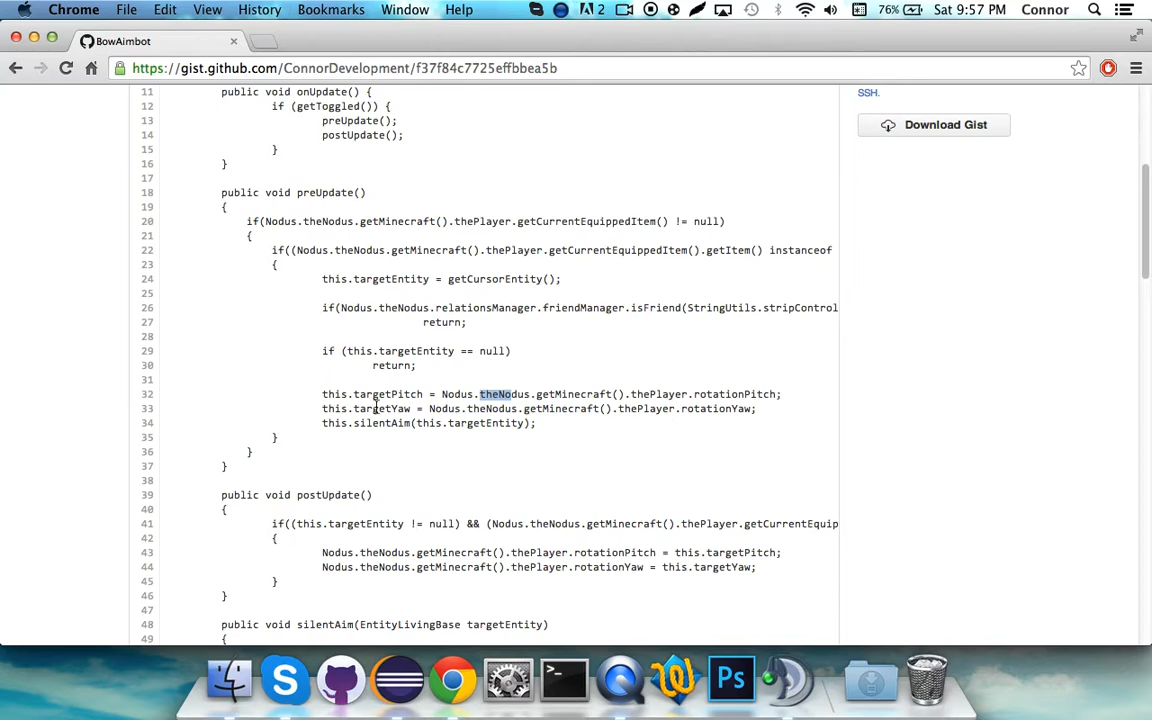 Chrome File Edit View History Bookmarks Window Help 2 76% Sat 9:57 PM Connor
BowAimbot
https://gist.github.com/ConnorDevelopment/f37f84c7725effbbea5b
11 public void onUpdate() {
SSH.
12 if (getToggled()) {
13 preUpdate();
Download Gist
14 postUpdate();
15 }
16 }
17
18 public void preUpdate()
19 {
20 if(Nodus.theNodus.getMinecraft().thePlayer.getCurrentEquippedItem() != null)
21 {
22 if((Nodus.theNodus.getMinecraft().thePlayer.getCurrentEquippedItem().getItem() instanceof
23 {
24 this.targetEntity = getCursorEntity();
25
26 if(Nodus.theNodus.relationsManager.friendManager.isFriend(StringUtils.stripControl
27 return;
28
29 if (this.targetEntity == null)
30 return;
31
32 this.targetPitch = Nodus.theNodus.getMinecraft().thePlayer.rotationPitch;
33 this.targetYaw = Nodus.theNodus.getMinecraft().thePlayer.rotationYaw;
34 this.silentAim(this.targetEntity);
35 }
36 }
37 }
38
39 public void postUpdate()
40 {
41 if((this.targetEntity != null) && (Nodus.theNodus.getMinecraft().thePlayer.getCurrentEquip
42 {
43 Nodus.theNodus.getMinecraft().thePlayer.rotationPitch = this.targetPitch;
44 Nodus.theNodus.getMinecraft().thePlayer.rotationYaw = this.targetYaw;
45 }
46 }
47
48 public void silentAim(EntityLivingBase targetEntity)
49 {
Ps